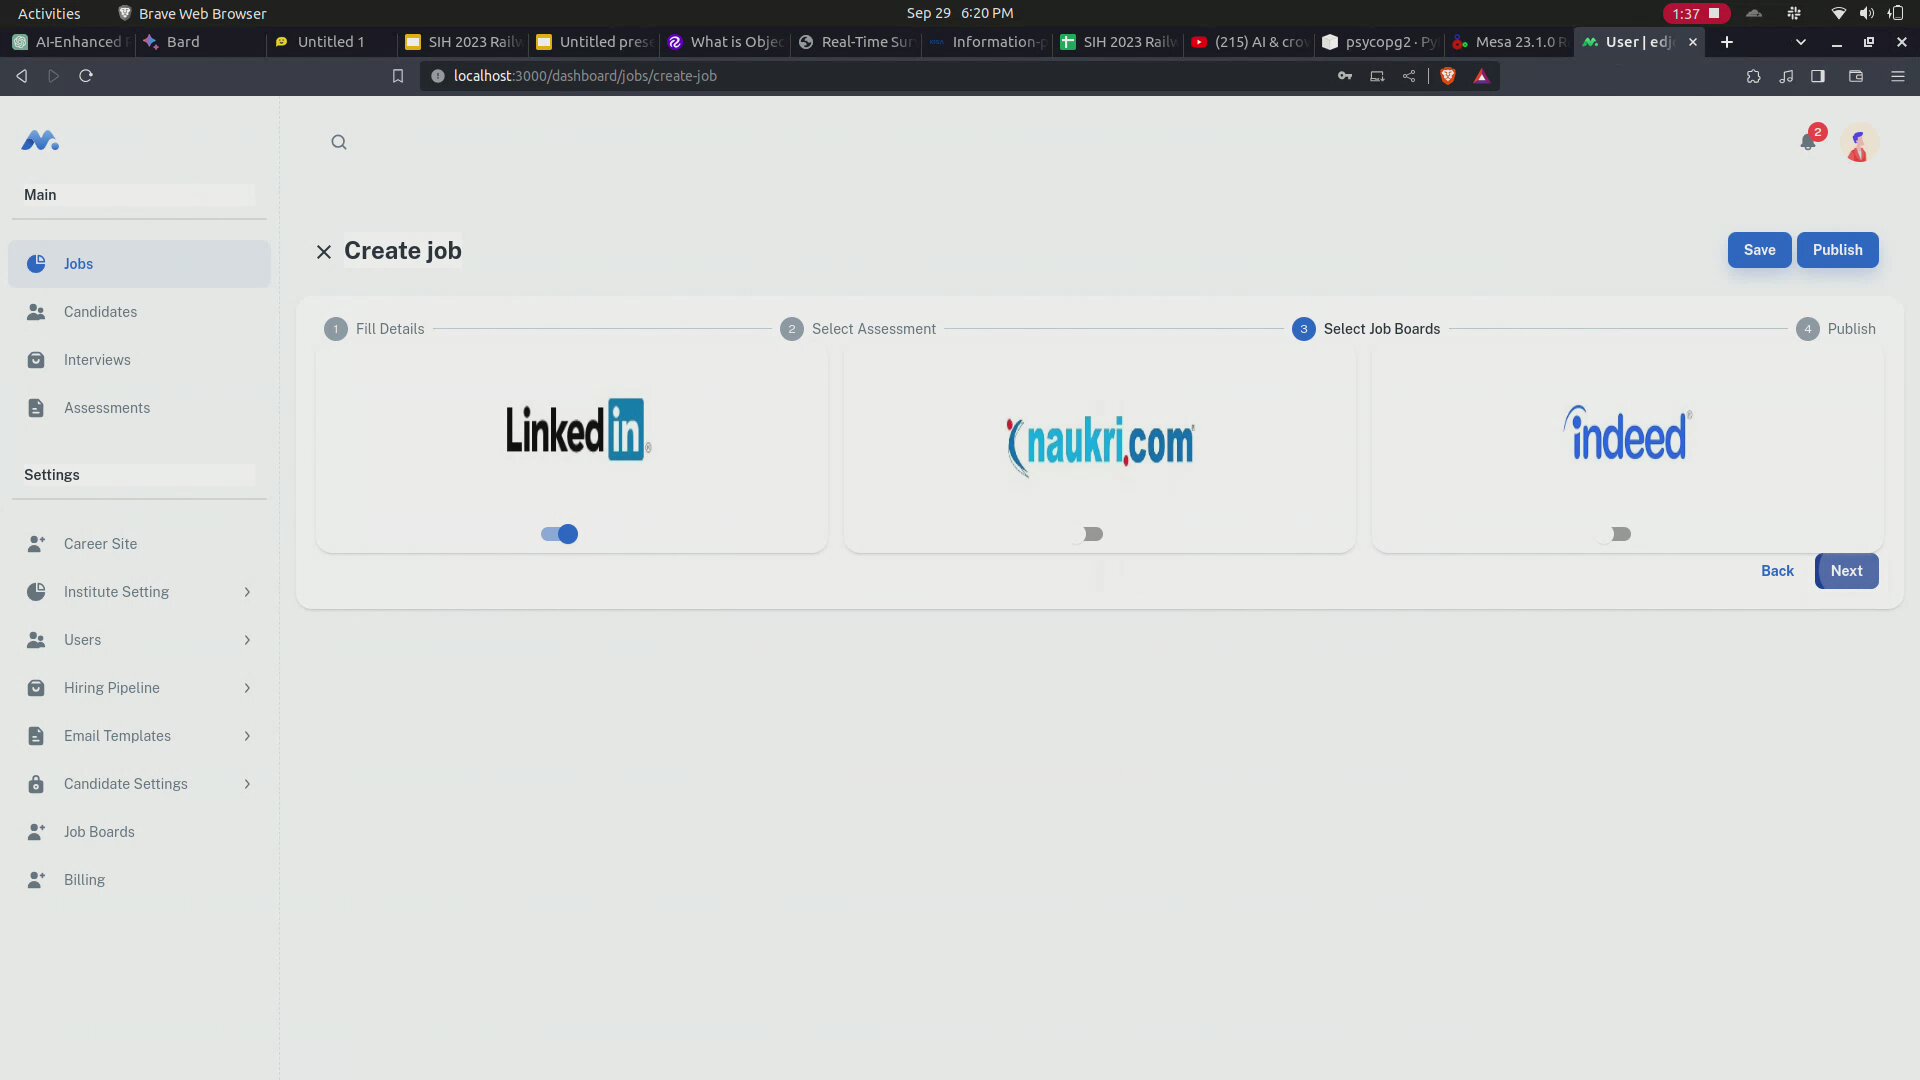 Activities
Brave Web Browser
Sep 29 6:20 PM
1:37
AI-Enhanced
Bard
Untitled 1
SIH 2023 Railw
Untitled prese
What is Objec
Real-Time Sur
Information-p
SIH 2023 Railw
(215) AI & crow
psycopg2 · Py
Mesa 23.1.0 R
User | edj
localhost:3000/dashboard/jobs/create-job
2
Main
Jobs
Candidates
Interviews
Assessments
Settings
Career Site
Institute Setting
Users
Hiring Pipeline
Email Templates
Candidate Settings
Job Boards
Billing
Create job
Save
Publish
1 Fill Details
2 Select Assessment
3 Select Job Boards
4 Publish
Linked in ®
naukri.com
indeed ®
Back
Next